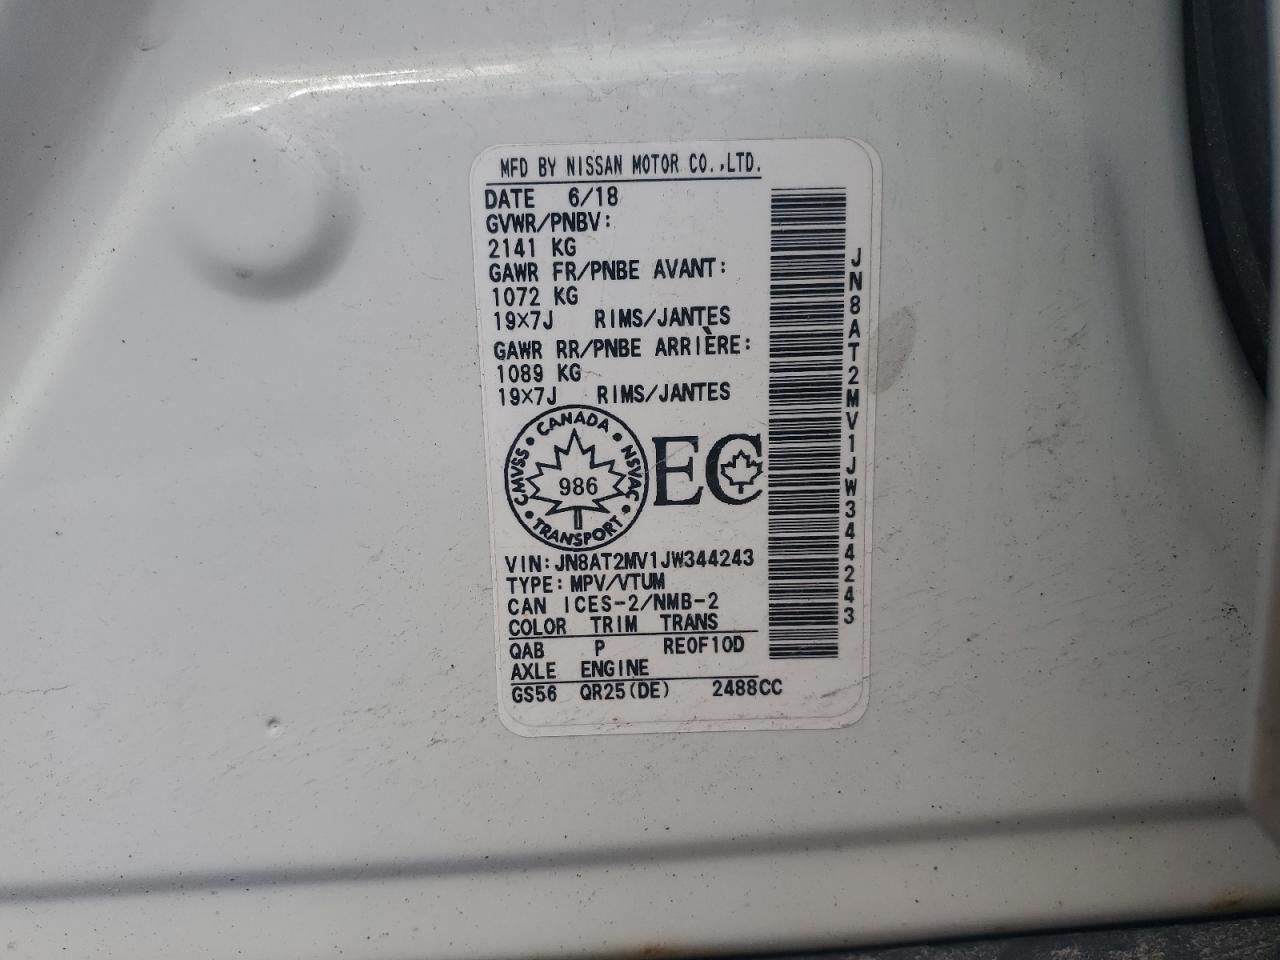 MFD BY NISSAN MOTOR CO.,LTD.
DATE 6/18
GVWR/PNBV:
2141 KG
GAWR FR/PNBE AVANT:
1072 KG
19×7J RIMS/JANTES
GAWR RR/PNBE ARRIÈRE:
1089 KG
19×7J RIMS/JANTES
CANADA
CMVSS
NSVAC
986
TRANSPORT
EC
VIN:JN8AT2MV1JW344243
TYPE:MPV/VTUM
CAN ICES-2/NMB-2
COLOR TRIM TRANS
QAB P RE0F10D
AXLE ENGINE
GS56 QR25(DE) 2488CC
JN8AT2MV1JW344243